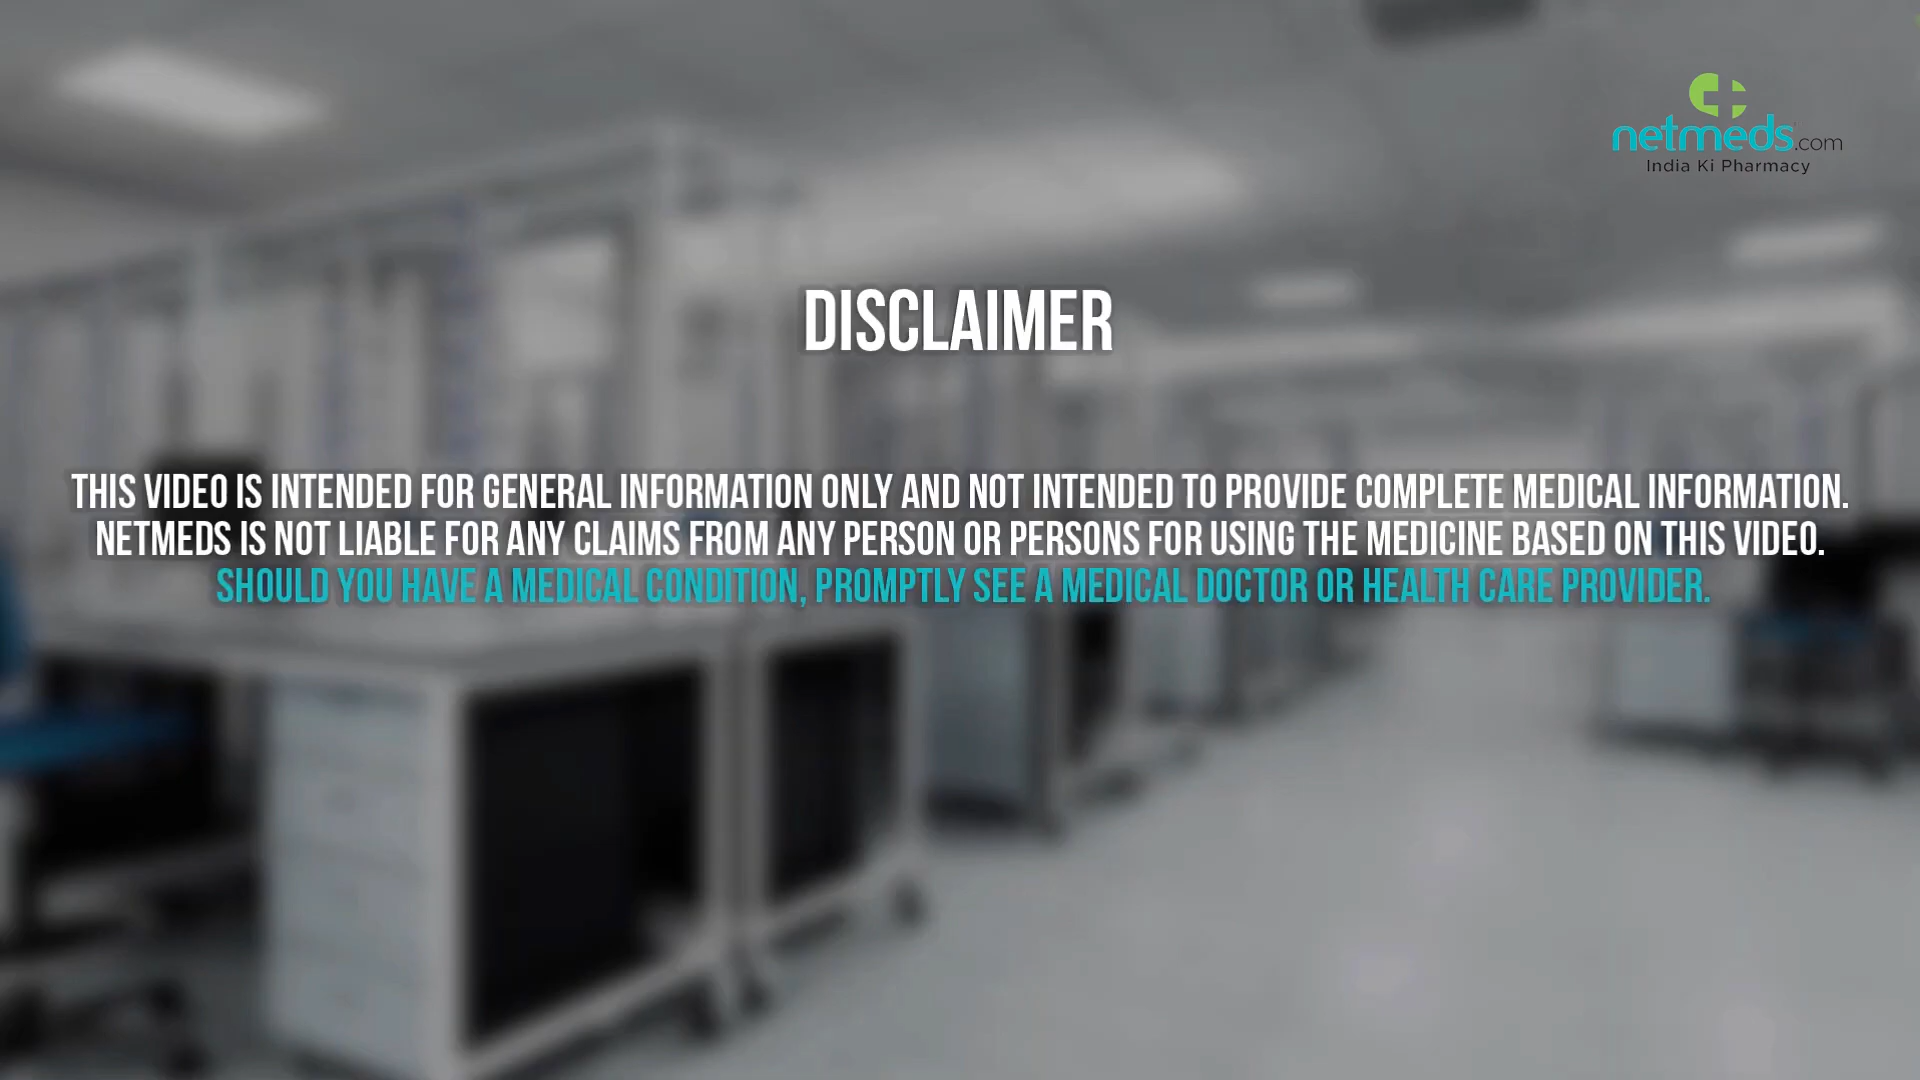 netmeds.com
India Ki Pharmacy
DISCLAIMER
THIS VIDEO IS INTENDED FOR GENERAL INFORMATION ONLY AND NOT INTENDED TO PROVIDE COMPLETE MEDICAL INFORMATION.
NETMEDS IS NOT LIABLE FOR ANY CLAIMS FROM ANY PERSON OR PERSONS FOR USING THE MEDICINE BASED ON THIS VIDEO.
SHOULD YOU HAVE A MEDICAL CONDITION, PROMPTLY SEE A MEDICAL DOCTOR OR HEALTH CARE PROVIDER.